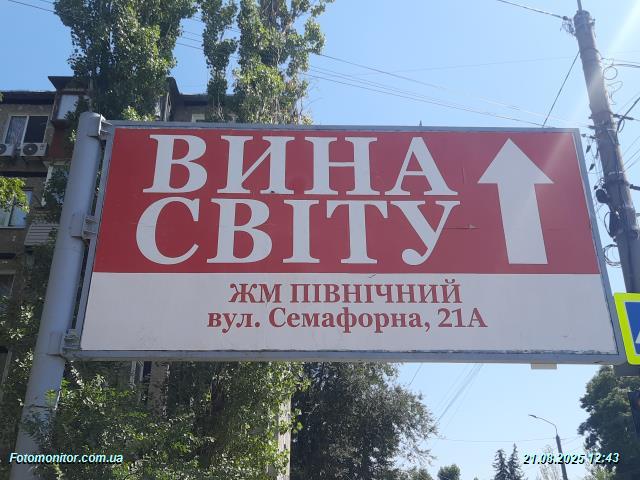 ВИНА
СВІТУ
ЖМ ПІВНІЧНИЙ
вул. Семафорна, 21А
Fotomonitor.com.ua
21.08.2025 12:43